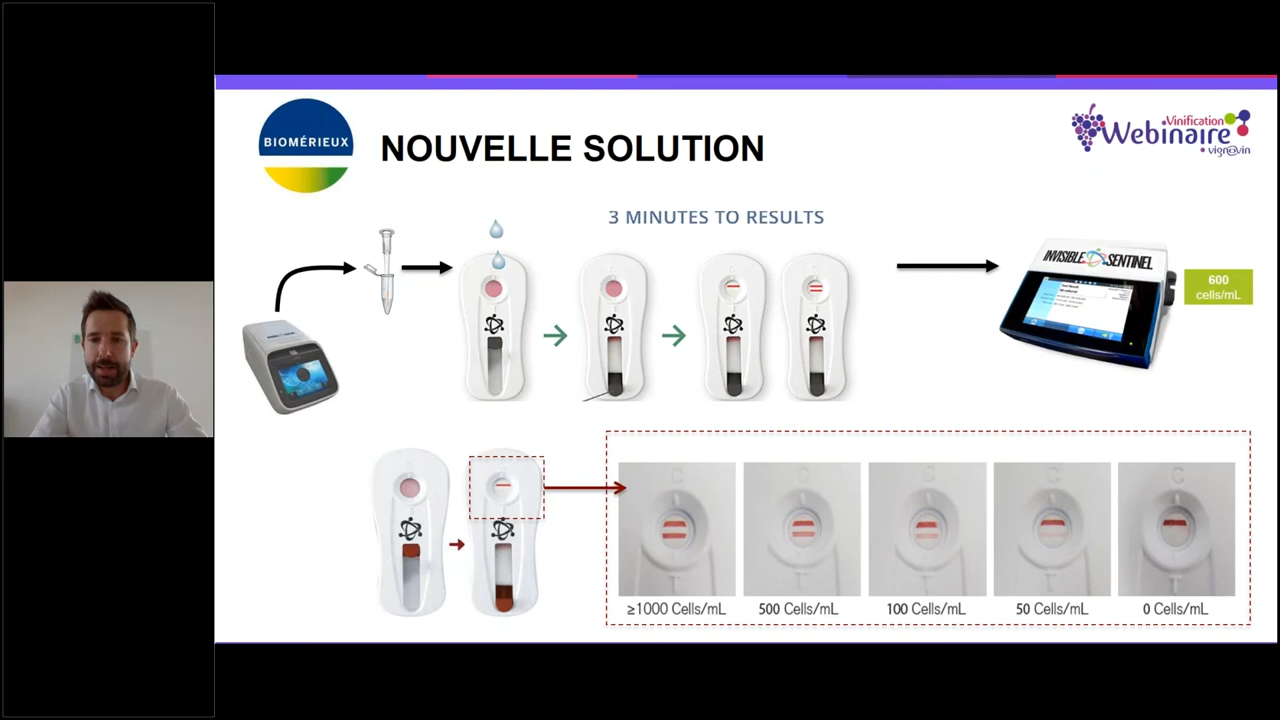 BIOMÉRIEUX
NOUVELLE SOLUTION
Vinification
Webinaire
vign@vin
3 MINUTES TO RESULTS
INVISIBLE SENTINEL
600
cells/mL
C
T
≥1000 Cells/mL
500 Cells/mL
100 Cells/mL
50 Cells/mL
0 Cells/mL